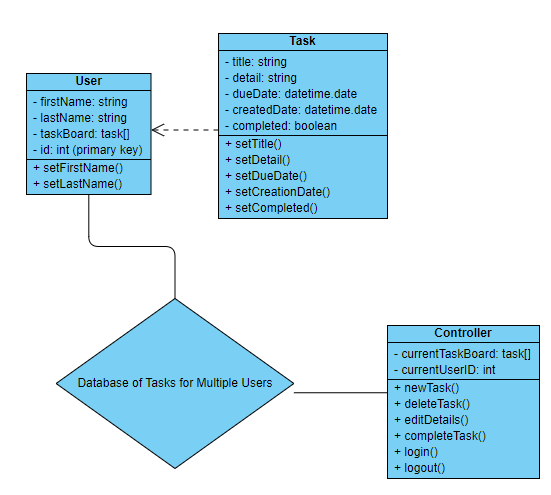 User
- firstName: string
- lastName: string
- taskBoard: task[]
- id: int (primary key)
+ setFirstName()
+ setLastName()
Task
- title: string
- detail: string
- dueDate: datetime.date
- createdDate: datetime.date
- completed: boolean
+ setTitle()
+ setDetail()
+ setDueDate()
+ setCreationDate()
+ setCompleted()
Database of Tasks for Multiple Users
Controller
- currentTaskBoard: task[]
- currentUserID: int
+ newTask()
+ deleteTask()
+ editDetails()
+ completeTask()
+ login()
+ logout()